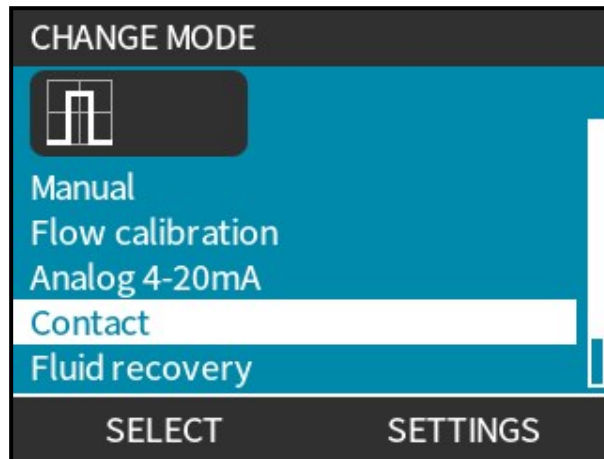 CHANGE MODE
Manual
Flow calibration
Analog 4-20mA
Contact
Fluid recovery
SELECT SETTINGS